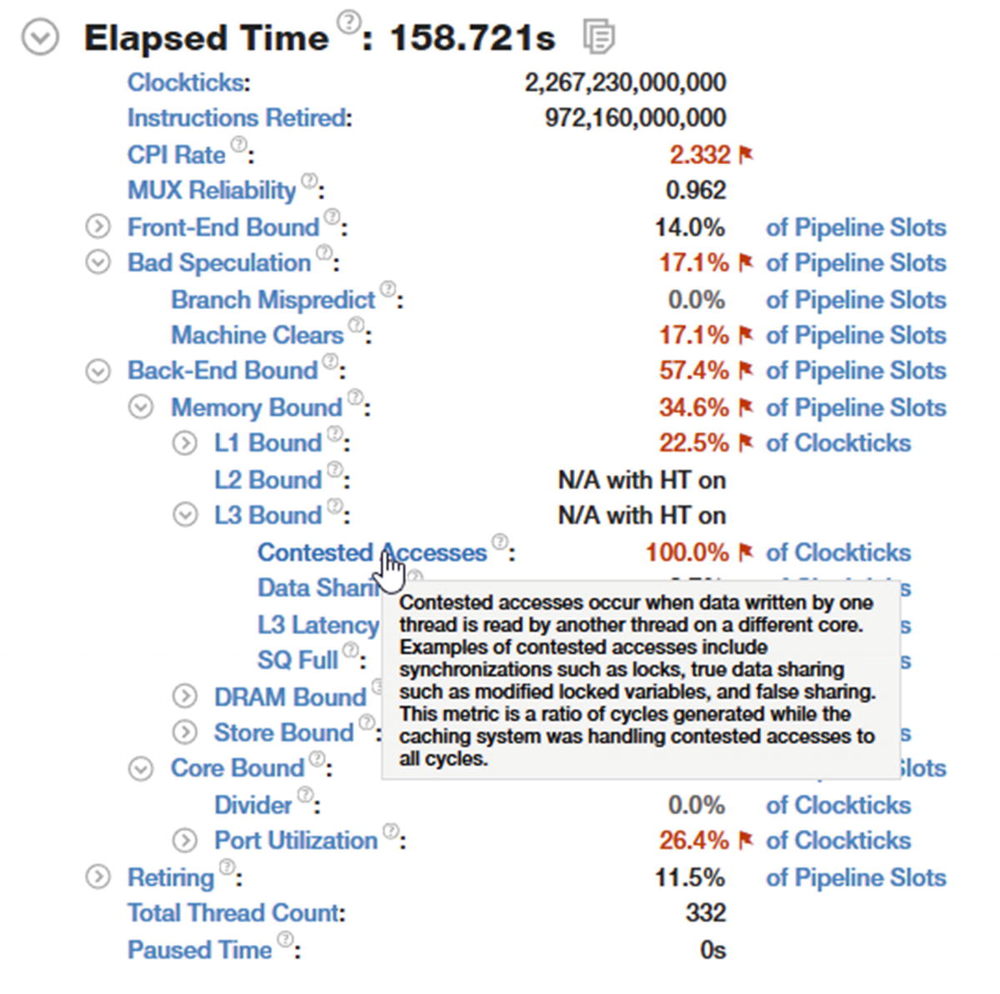 Elapsed Time ?: 158.721s
Clockticks: 2,267,230,000,000
Instructions Retired: 972,160,000,000
CPI Rate ?: 2.332
MUX Reliability ?: 0.962
Front-End Bound ?: 14.0% of Pipeline Slots
Bad Speculation ?: 17.1% of Pipeline Slots
Branch Mispredict ?: 0.0% of Pipeline Slots
Machine Clears ?: 17.1% of Pipeline Slots
Back-End Bound ?: 57.4% of Pipeline Slots
Memory Bound ?: 34.6% of Pipeline Slots
L1 Bound ?: 22.5% of Clockticks
L2 Bound ?: N/A with HT on
L3 Bound ?: N/A with HT on
Contested Accesses ?: 100.0% of Clockticks
Data
L3 Latency
SQ Full ?:
DRAM Bound
Store Bound ?:
Contested accesses occur when data written by one
thread is read by another thread on a different core.
Examples of contested accesses include
synchronizations such as locks, true data sharing
such as modified locked variables, and false sharing.
This metric is a ratio of cycles generated while the
caching system was handling contested accesses to
all cycles.
Core Bound ?: lots
Divider ?: 0.0% of Clockticks
Port Utilization ?: 26.4% of Clockticks
Retiring ?: 11.5% of Pipeline Slots
Total Thread Count: 332
Paused Time ?: 0s